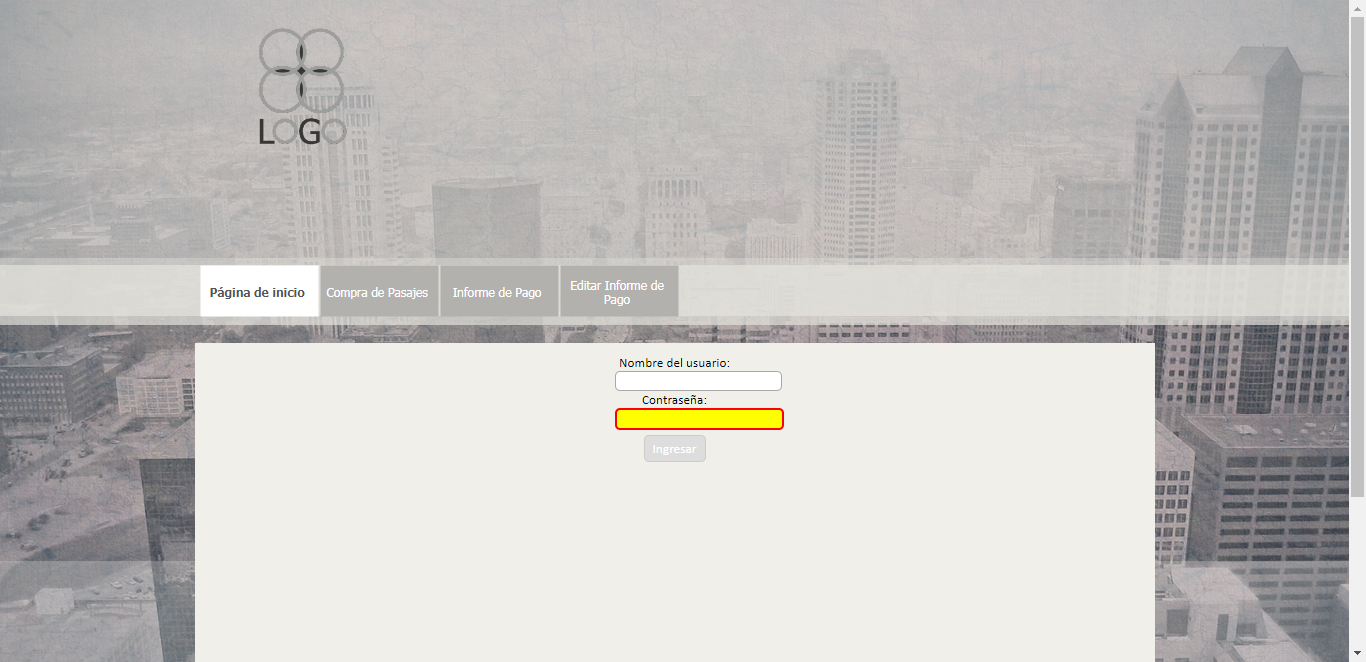 LOGO
Página de inicio
Compra de Pasajes
Informe de Pago
Editar Informe de
Pago
Nombre del usuario:
Contraseña:
Ingresar